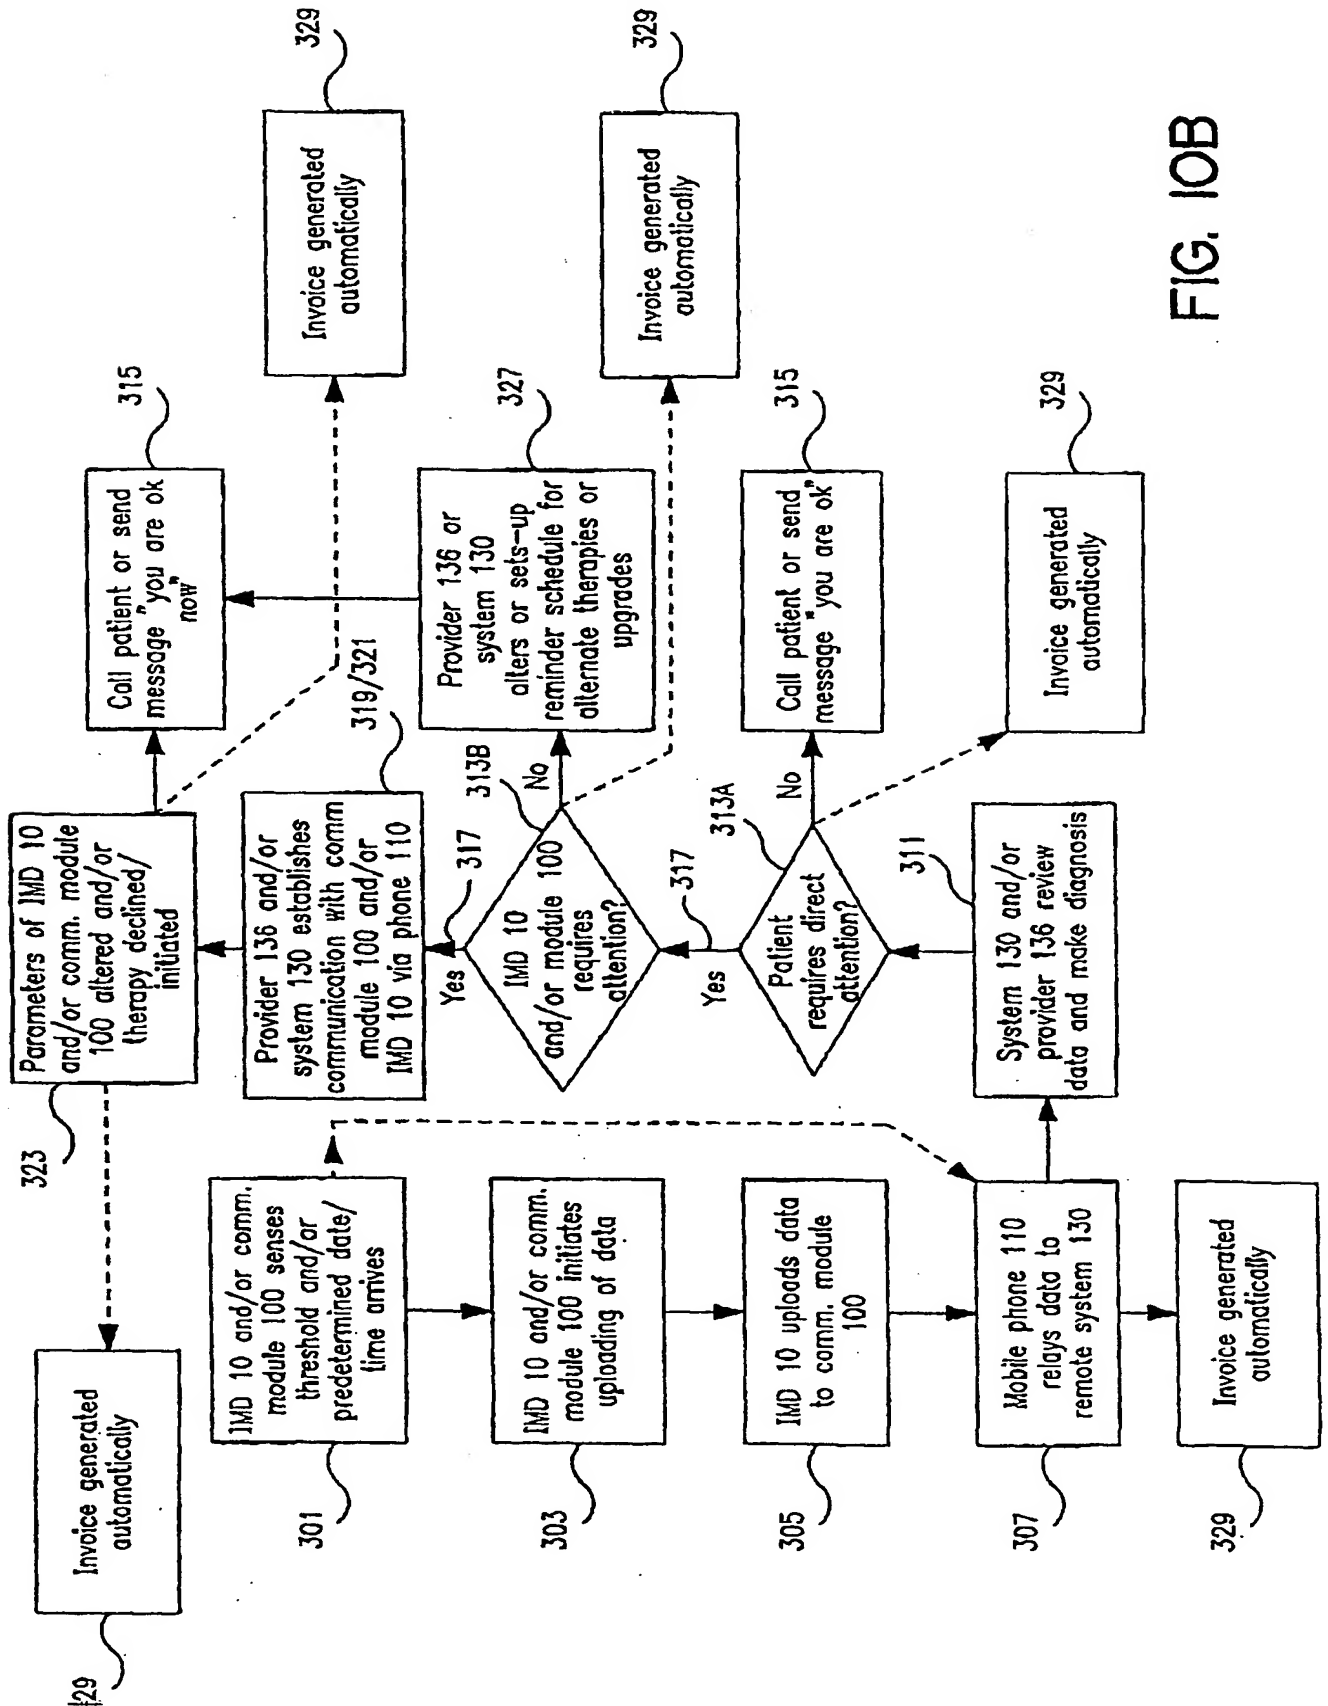 329
Invoice generated
automatically
323
Parameters of IMD 10
and/or comm. module
100 altered and/or
therapy declined/
initiated
315
Call patient or send
message "you are ok
now"
329
Invoice generated
automatically
301
IMD 10 and/or comm.
module 100 senses
threshold and/or
predetermined date/
time arrives
319/321
Provider 136 and/or
system 130 establishes
communication with comm
module 100 and/or
IMD 10 via phone 110
317
Yes
303
IMD 10 and/or comm.
module 100 initiates
uploading of data
313B
IMD 10
and/or module 100
requires
attention?
No
327
Provider 136 or
system 130
alters or sets-up
reminder schedule for
alternate therapies or
upgrades
329
Invoice generated
automatically
317
Yes
305
IMD 10 uploads data
to comm. module
100
313A
Patient
requires direct
attention?
No
315
Call patient or send
message "you are ok"
307
Mobile phone 110
relays data to
remote system 130
311
System 130 and/or
provider 136 review
data and make diagnosis
329
Invoice generated
automatically
329
Invoice generated
automatically
FIG. 10B